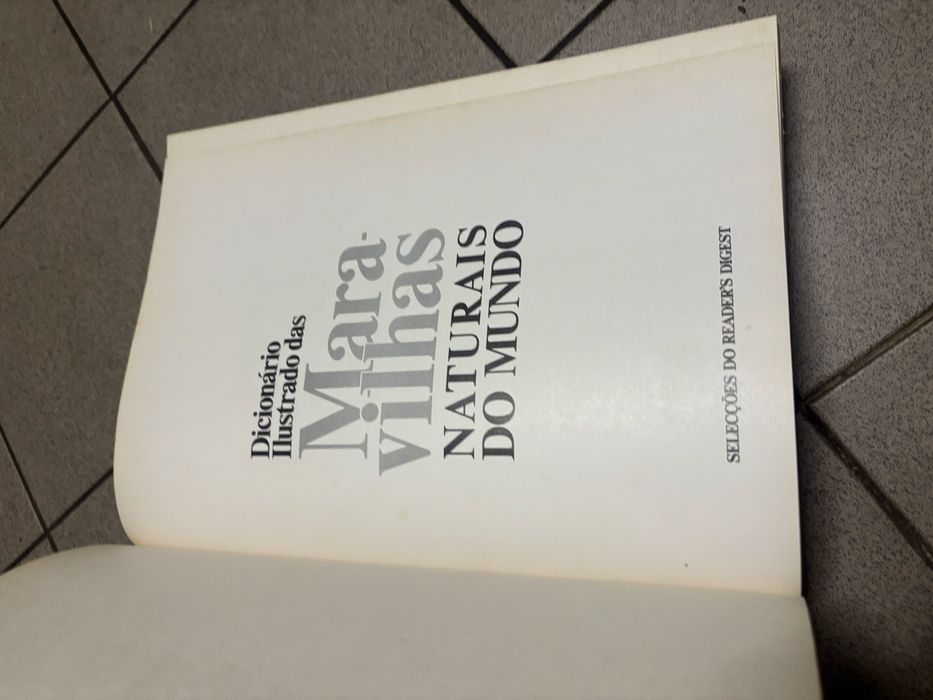 Dicionário
Ilustrado das
Mara-
vilhas
NATURAIS
DO MUNDO
SELECÇÕES DO READER'S DIGEST